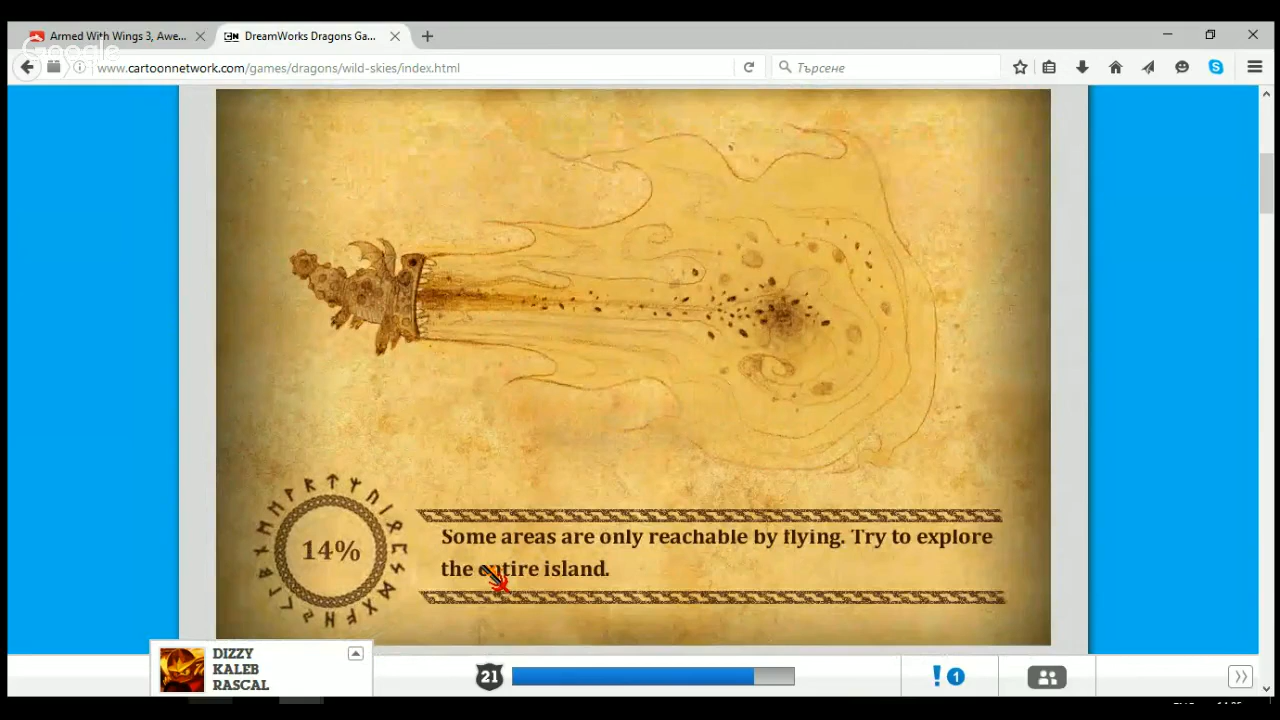 Armed With Wings 3, Awe...
DreamWorks Dragons Ga...
Google
www.cartoonnetwork.com/games/dragons/wild-skies/index.html
Търсене
14%
Some areas are only reachable by flying. Try to explore
the entire island.
DIZZY
KALEB
RASCAL
21
1